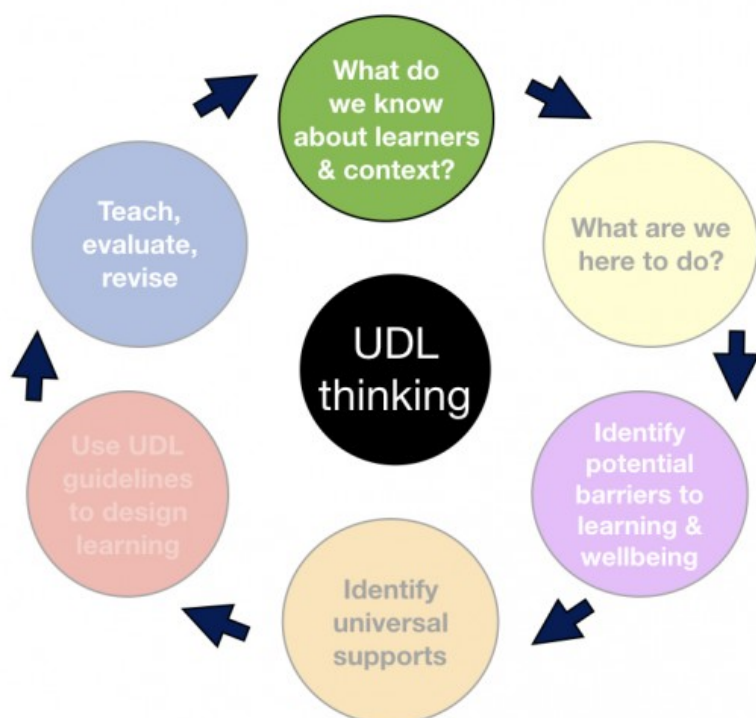 What do
we know
about learners
& context?
What are we
here to do?
Identify
potential
barriers to
learning &
wellbeing
Identify
universal
supports
Use UDL
guidelines
to design
learning
Teach,
evaluate,
revise
UDL
thinking